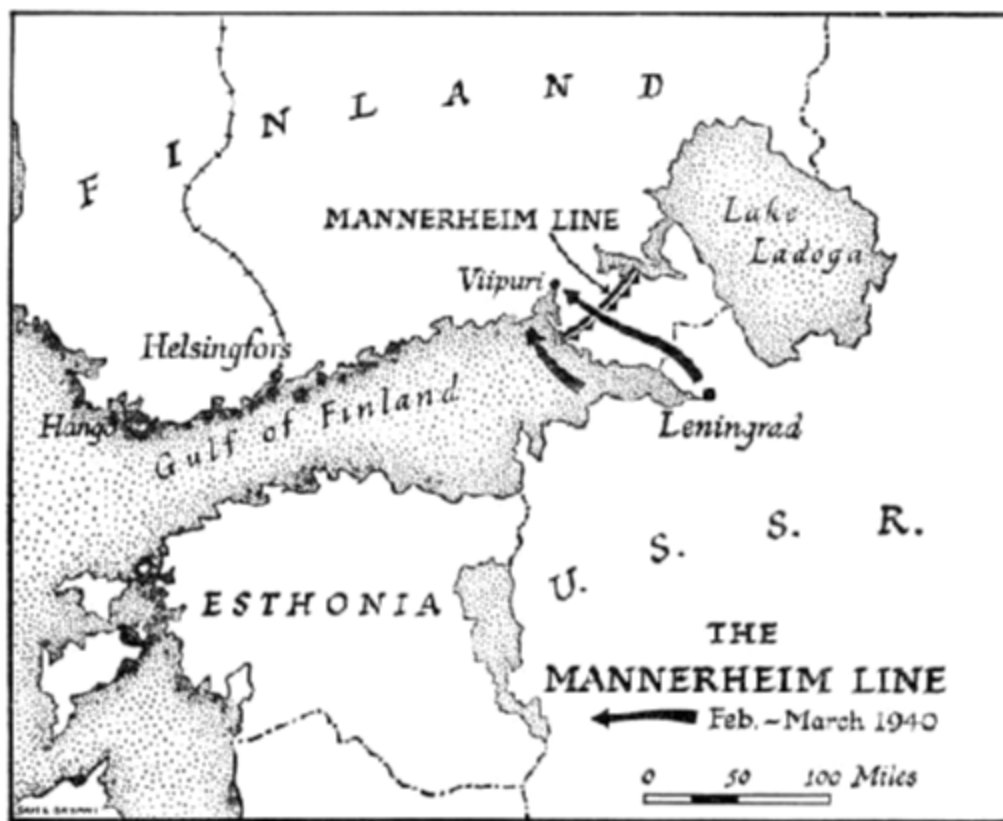 FINLAND
MANNERHEIM LINE
Lake
Ladoga
Viipuri
Helsingfors
Hango
Gulf of Finland
Leningrad
U. S. S. R.
ESTHONIA
THE
MANNERHEIM LINE
Feb. – March 1940
0 50 100 Miles